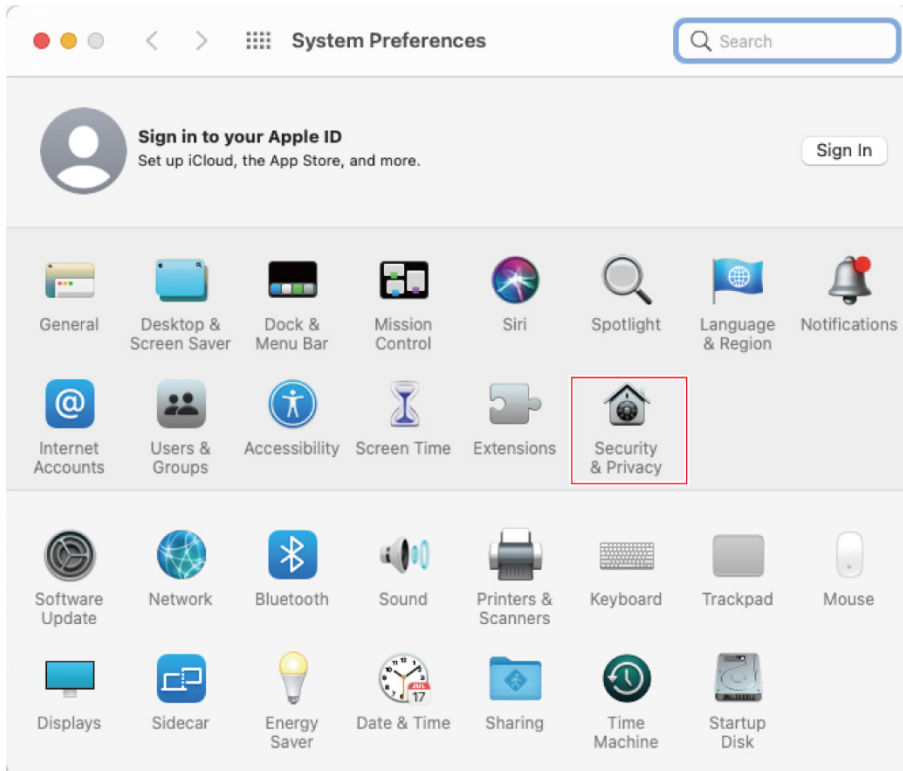 System Preferences
Search
Sign in to your Apple ID
Set up iCloud, the App Store, and more.
Sign In
General
Desktop &
Screen Saver
Dock &
Menu Bar
Mission
Control
Siri
Spotlight
Language
& Region
Notifications
Internet
Accounts
Users &
Groups
Accessibility
Screen Time
Extensions
Security
& Privacy
Software
Update
Network
Bluetooth
Sound
Printers &
Scanners
Keyboard
Trackpad
Mouse
Displays
Sidecar
Energy
Saver
JUL
17
Date & Time
Sharing
Time
Machine
Startup
Disk